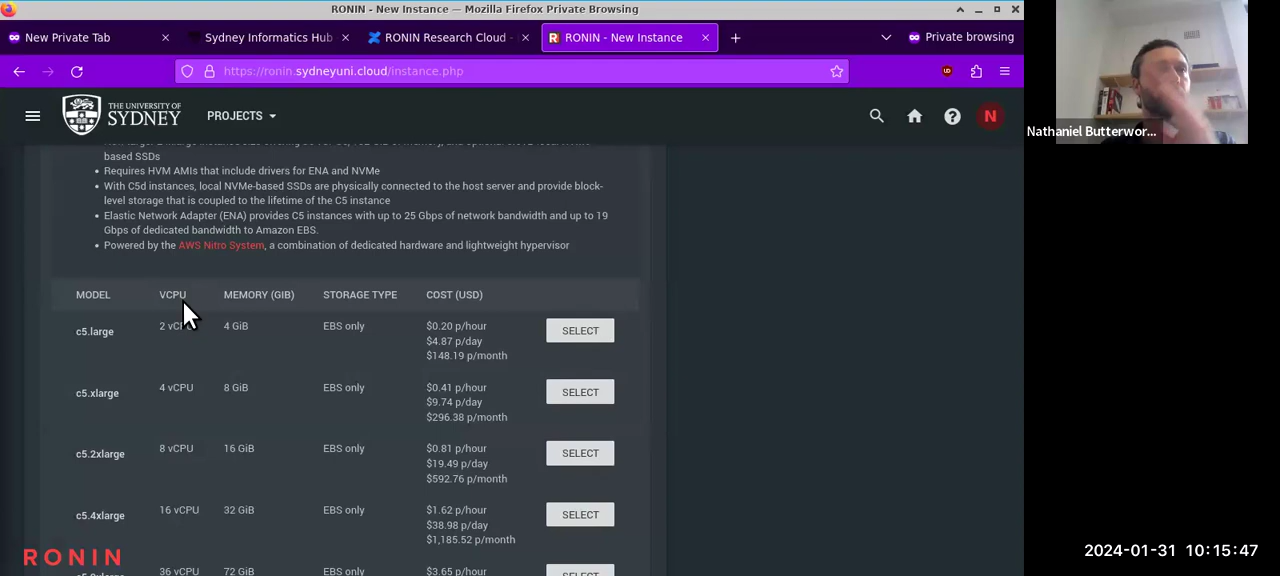 RONIN - New Instance — Mozilla Firefox Private Browsing
New Private Tab
Sydney Informatics Hub
RONIN Research Cloud -
RONIN - New Instance
Private browsing
https://ronin.sydneyuni.cloud/instance.php
THE UNIVERSITY OF
SYDNEY
PROJECTS
N
based SSDs
Requires HVM AMIs that include drivers for ENA and NVMe
With C5d instances, local NVMe-based SSDs are physically connected to the host server and provide block-
level storage that is coupled to the lifetime of the C5 instance
Elastic Network Adapter (ENA) provides C5 instances with up to 25 Gbps of network bandwidth and up to 19
Gbps of dedicated bandwidth to Amazon EBS.
Powered by the AWS Nitro System, a combination of dedicated hardware and lightweight hypervisor
MODEL VCPU MEMORY (GIB) STORAGE TYPE COST (USD)
c5.large 2 4 GiB EBS only $0.20 p/hour
$4.87 p/day
$148.19 p/month
SELECT
c5.xlarge 4 vCPU 8 GiB EBS only $0.41 p/hour
$9.74 p/day
$296.38 p/month
SELECT
c5.2xlarge 8 vCPU 16 GiB EBS only $0.81 p/hour
$19.49 p/day
$592.76 p/month
SELECT
c5.4xlarge 16 vCPU 32 GiB EBS only $1.62 p/hour
$38.98 p/day
$1,185.52 p/month
SELECT
36 vCPU 72 GiB EBS only $3.65 p/hour
RONIN
Nathaniel Butterwor...
2024-01-31 10:15:47